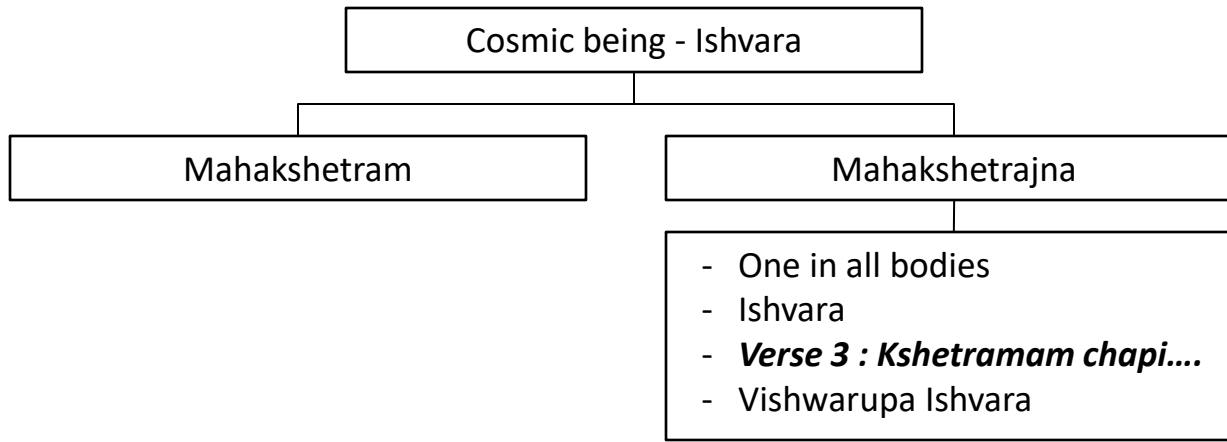 Cosmic being - Ishvara
Mahakshetram
Mahakshetrajna
- One in all bodies
- Ishvara
- Verse 3 : Kshetramam chapi….
- Vishwarupa Ishvara